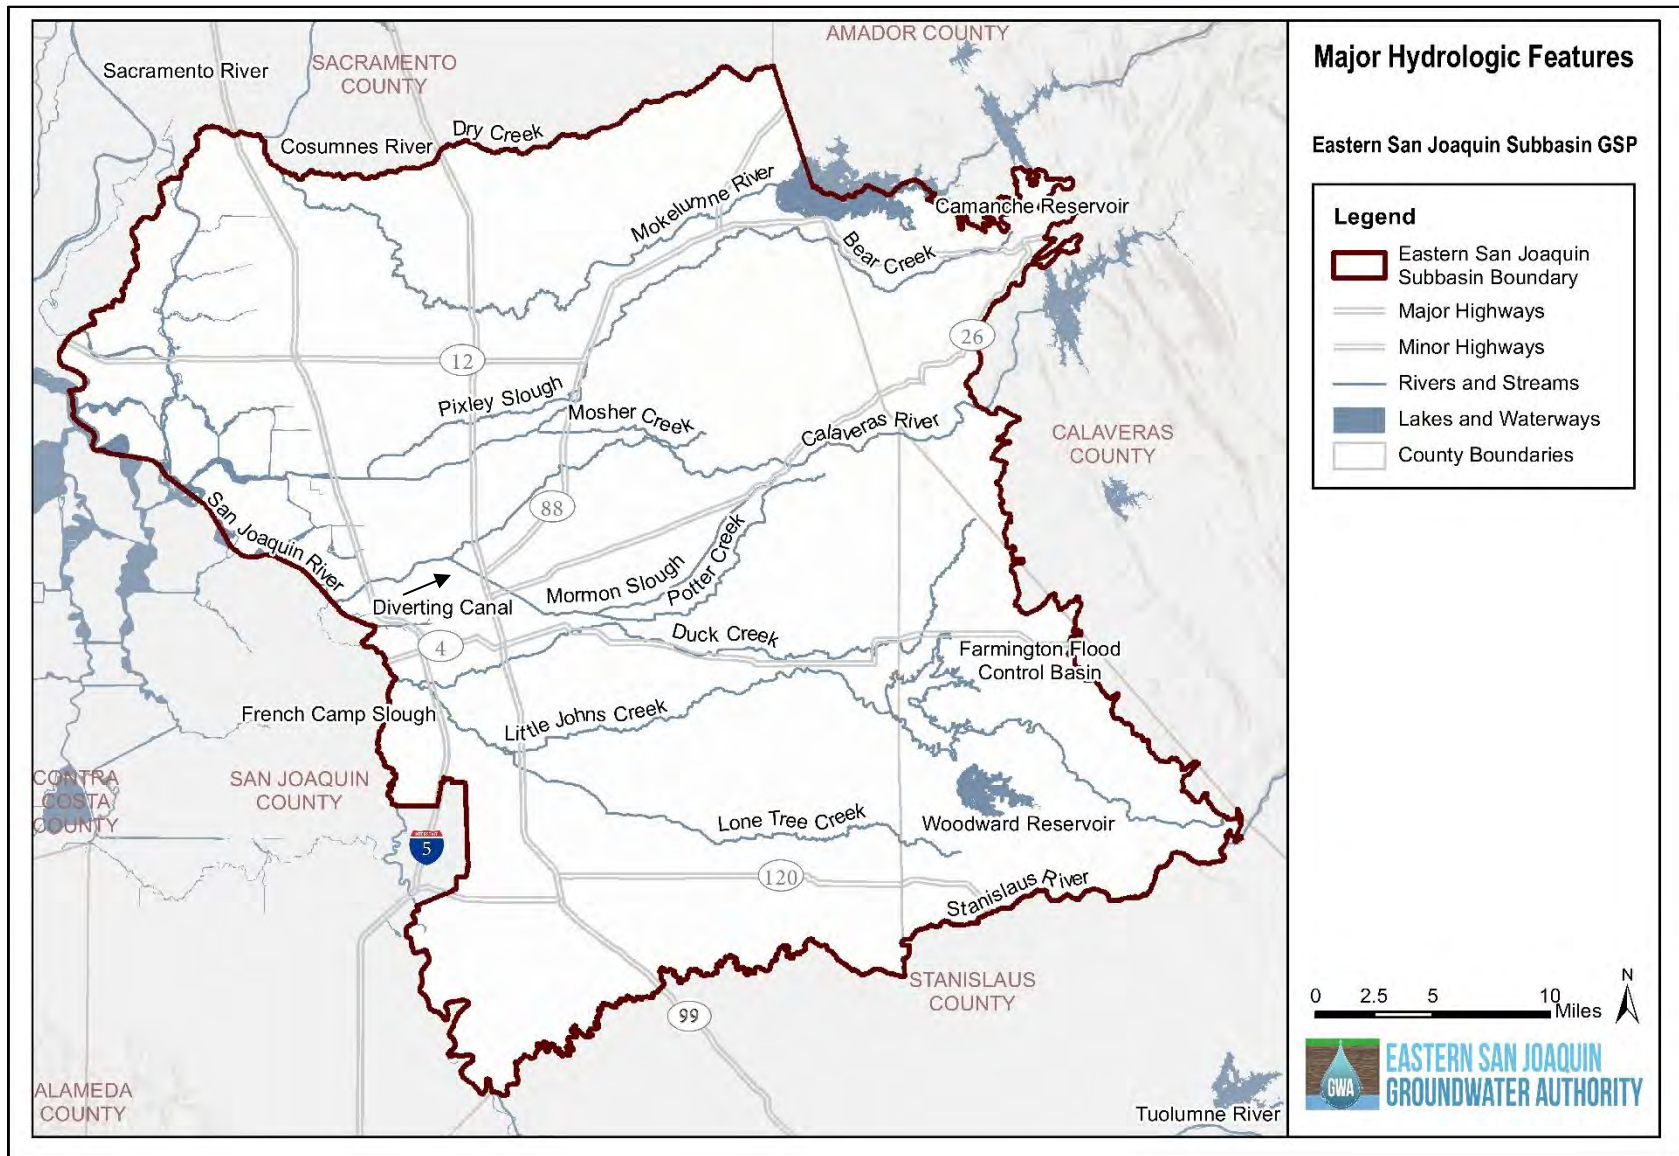 Major Hydrologic Features
Eastern San Joaquin Subbasin GSP
Legend
Eastern San Joaquin
Subbasin Boundary
Major Highways
Minor Highways
Rivers and Streams
Lakes and Waterways
County Boundaries
0 2.5 5 10
Miles
N
GWA
EASTERN SAN JOAQUIN
GROUNDWATER AUTHORITY
AMADOR COUNTY
Sacramento River
SACRAMENTO
COUNTY
Cosumnes River
Dry Creek
Mokelumne River
Camanche Reservoir
Bear Creek
26
12
Pixley Slough
Mosher Creek
Calaveras River
CALAVERAS
COUNTY
San Joaquin River
88
Mormon Slough
Potter Creek
Diverting Canal
4
Duck Creek
Farmington Flood
Control Basin
French Camp Slough
Little Johns Creek
CONTRA
COSTA
COUNTY
SAN JOAQUIN
COUNTY
5
Lone Tree Creek
Woodward Reservoir
120
Stanislaus River
STANISLAUS
COUNTY
99
ALAMEDA
COUNTY
Tuolumne River